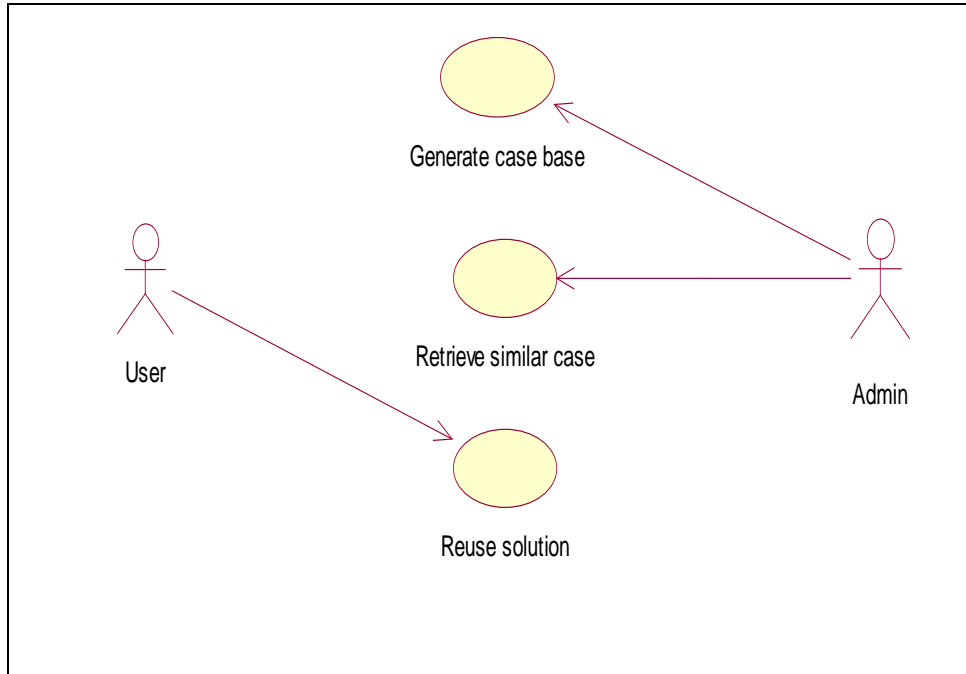 Generate case base
User
Retrieve similar case
Admin
Reuse solution